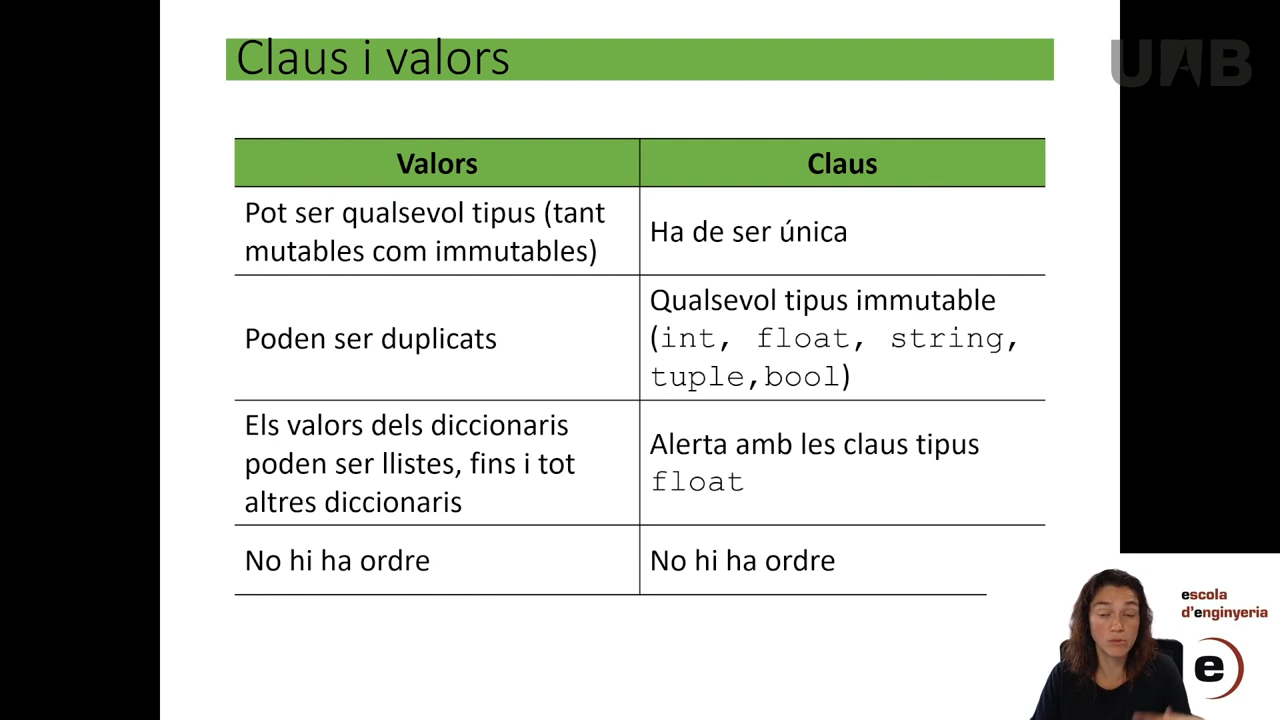 Claus i valors
UAB
Valors
Claus
Pot ser qualsevol tipus (tant
mutables com immutables)
Ha de ser única
Poden ser duplicats
Qualsevol tipus immutable
(int, float, string,
tuple,bool)
Els valors dels diccionaris
poden ser llistes, fins i tot
altres diccionaris
Alerta amb les claus tipus
float
No hi ha ordre
No hi ha ordre
escola
d'enginyeria
e